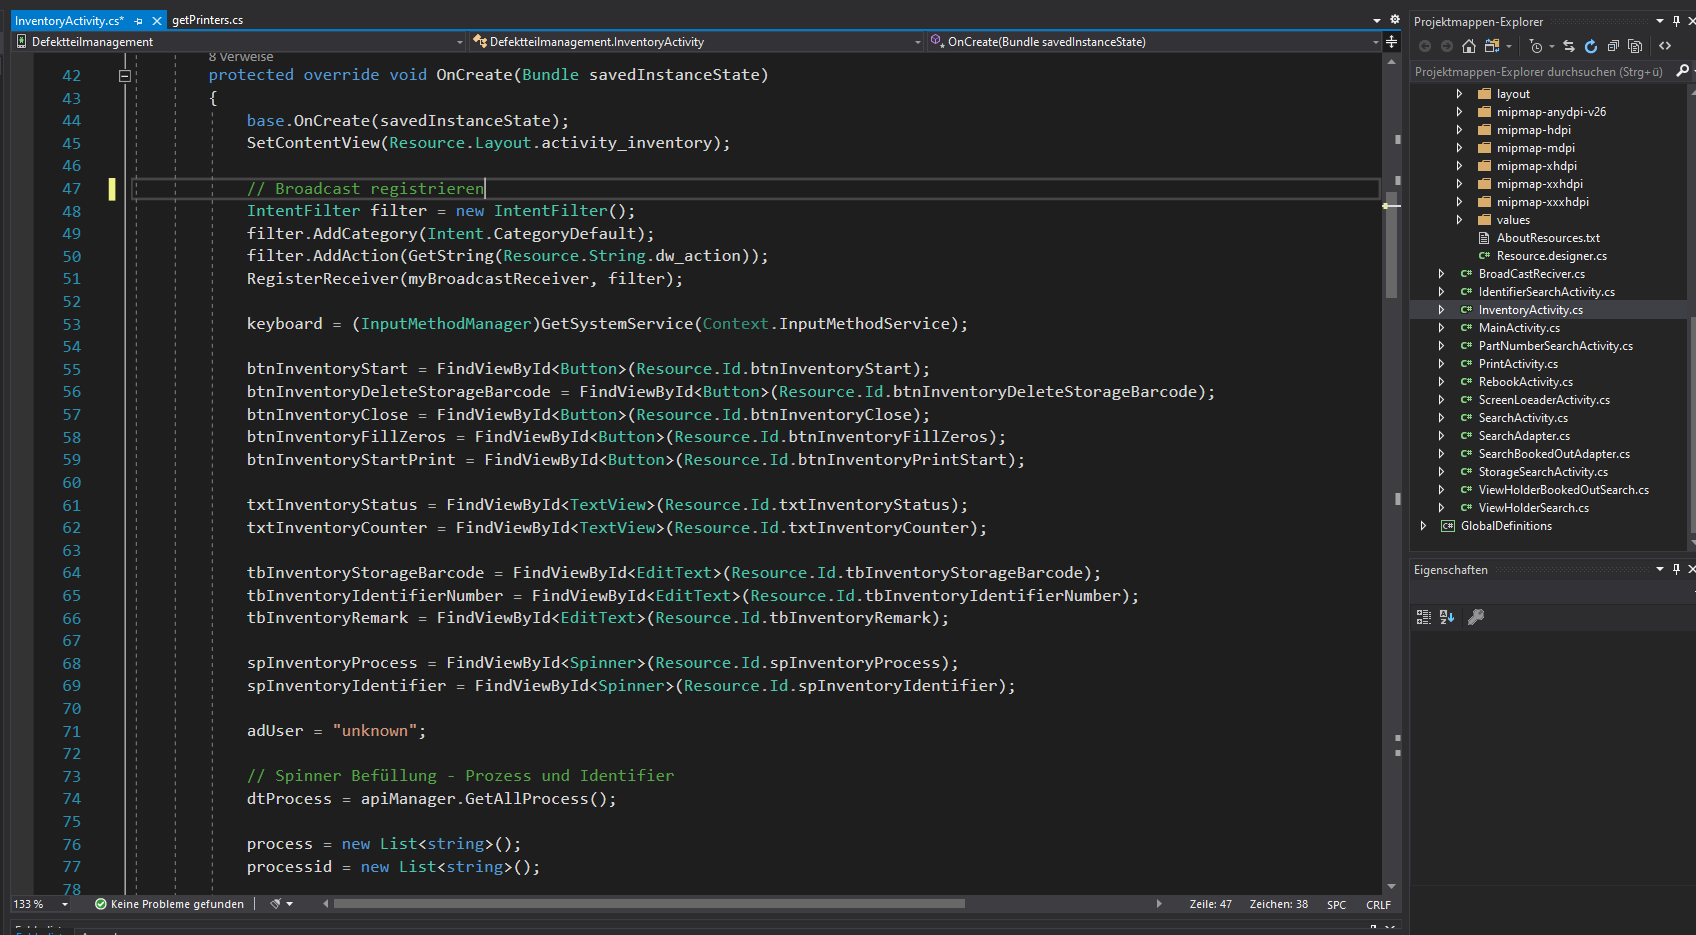 InventoryActivity.cs*
getPrinters.cs
Defektteilmanagement
Defektteilmanagement.InventoryActivity
OnCreate(Bundle savedInstanceState)
8 Verweise
42 protected override void OnCreate(Bundle savedInstanceState)
43 {
44 base.OnCreate(savedInstanceState);
45 SetContentView(Resource.Layout.activity_inventory);
46
47 // Broadcast registrieren
48 IntentFilter filter = new IntentFilter();
49 filter.AddCategory(Intent.CategoryDefault);
50 filter.AddAction(GetString(Resource.String.dw_action));
51 RegisterReceiver(myBroadcastReceiver, filter);
52
53 keyboard = (InputMethodManager)GetSystemService(Context.InputMethodService);
54
55 btnInventoryStart = FindViewById<Button>(Resource.Id.btnInventoryStart);
56 btnInventoryDeleteStorageBarcode = FindViewById<Button>(Resource.Id.btnInventoryDeleteStorageBarcode);
57 btnInventoryClose = FindViewById<Button>(Resource.Id.btnInventoryClose);
58 btnInventoryFillZeros = FindViewById<Button>(Resource.Id.btnInventoryFillZeros);
59 btnInventoryStartPrint = FindViewById<Button>(Resource.Id.btnInventoryPrintStart);
60
61 txtInventoryStatus = FindViewById<TextView>(Resource.Id.txtInventoryStatus);
62 txtInventoryCounter = FindViewById<TextView>(Resource.Id.txtInventoryCounter);
63
64 tbInventoryStorageBarcode = FindViewById<EditText>(Resource.Id.tbInventoryStorageBarcode);
65 tbInventoryIdentifierNumber = FindViewById<EditText>(Resource.Id.tbInventoryIdentifierNumber);
66 tbInventoryRemark = FindViewById<EditText>(Resource.Id.tbInventoryRemark);
67
68 spInventoryProcess = FindViewById<Spinner>(Resource.Id.spInventoryProcess);
69 spInventoryIdentifier = FindViewById<Spinner>(Resource.Id.spInventoryIdentifier);
70
71 adUser = "unknown";
72
73 // Spinner Befüllung - Prozess und Identifier
74 dtProcess = apiManager.GetAllProcess();
75
76 process = new List<string>();
77 processid = new List<string>();
78
133 %
Keine Probleme gefunden
Zeile: 47
Zeichen: 38
SPC
CRLF
Projektmappen-Explorer
Projektmappen-Explorer durchsuchen (Strg+ü)
layout
mipmap-anydpi-v26
mipmap-hdpi
mipmap-mdpi
mipmap-xhdpi
mipmap-xxhdpi
mipmap-xxxhdpi
values
AboutResources.txt
C# Resource.designer.cs
C# BroadCastReciver.cs
C# IdentifierSearchActivity.cs
C# InventoryActivity.cs
C# MainActivity.cs
C# PartNumberSearchActivity.cs
C# PrintActivity.cs
C# RebookActivity.cs
C# ScreenLoeaderActivity.cs
C# SearchActivity.cs
C# SearchAdapter.cs
C# SearchBookedOutAdapter.cs
C# StorageSearchActivity.cs
C# ViewHolderBookedOutSearch.cs
C# ViewHolderSearch.cs
C# GlobalDefinitions
Eigenschaften